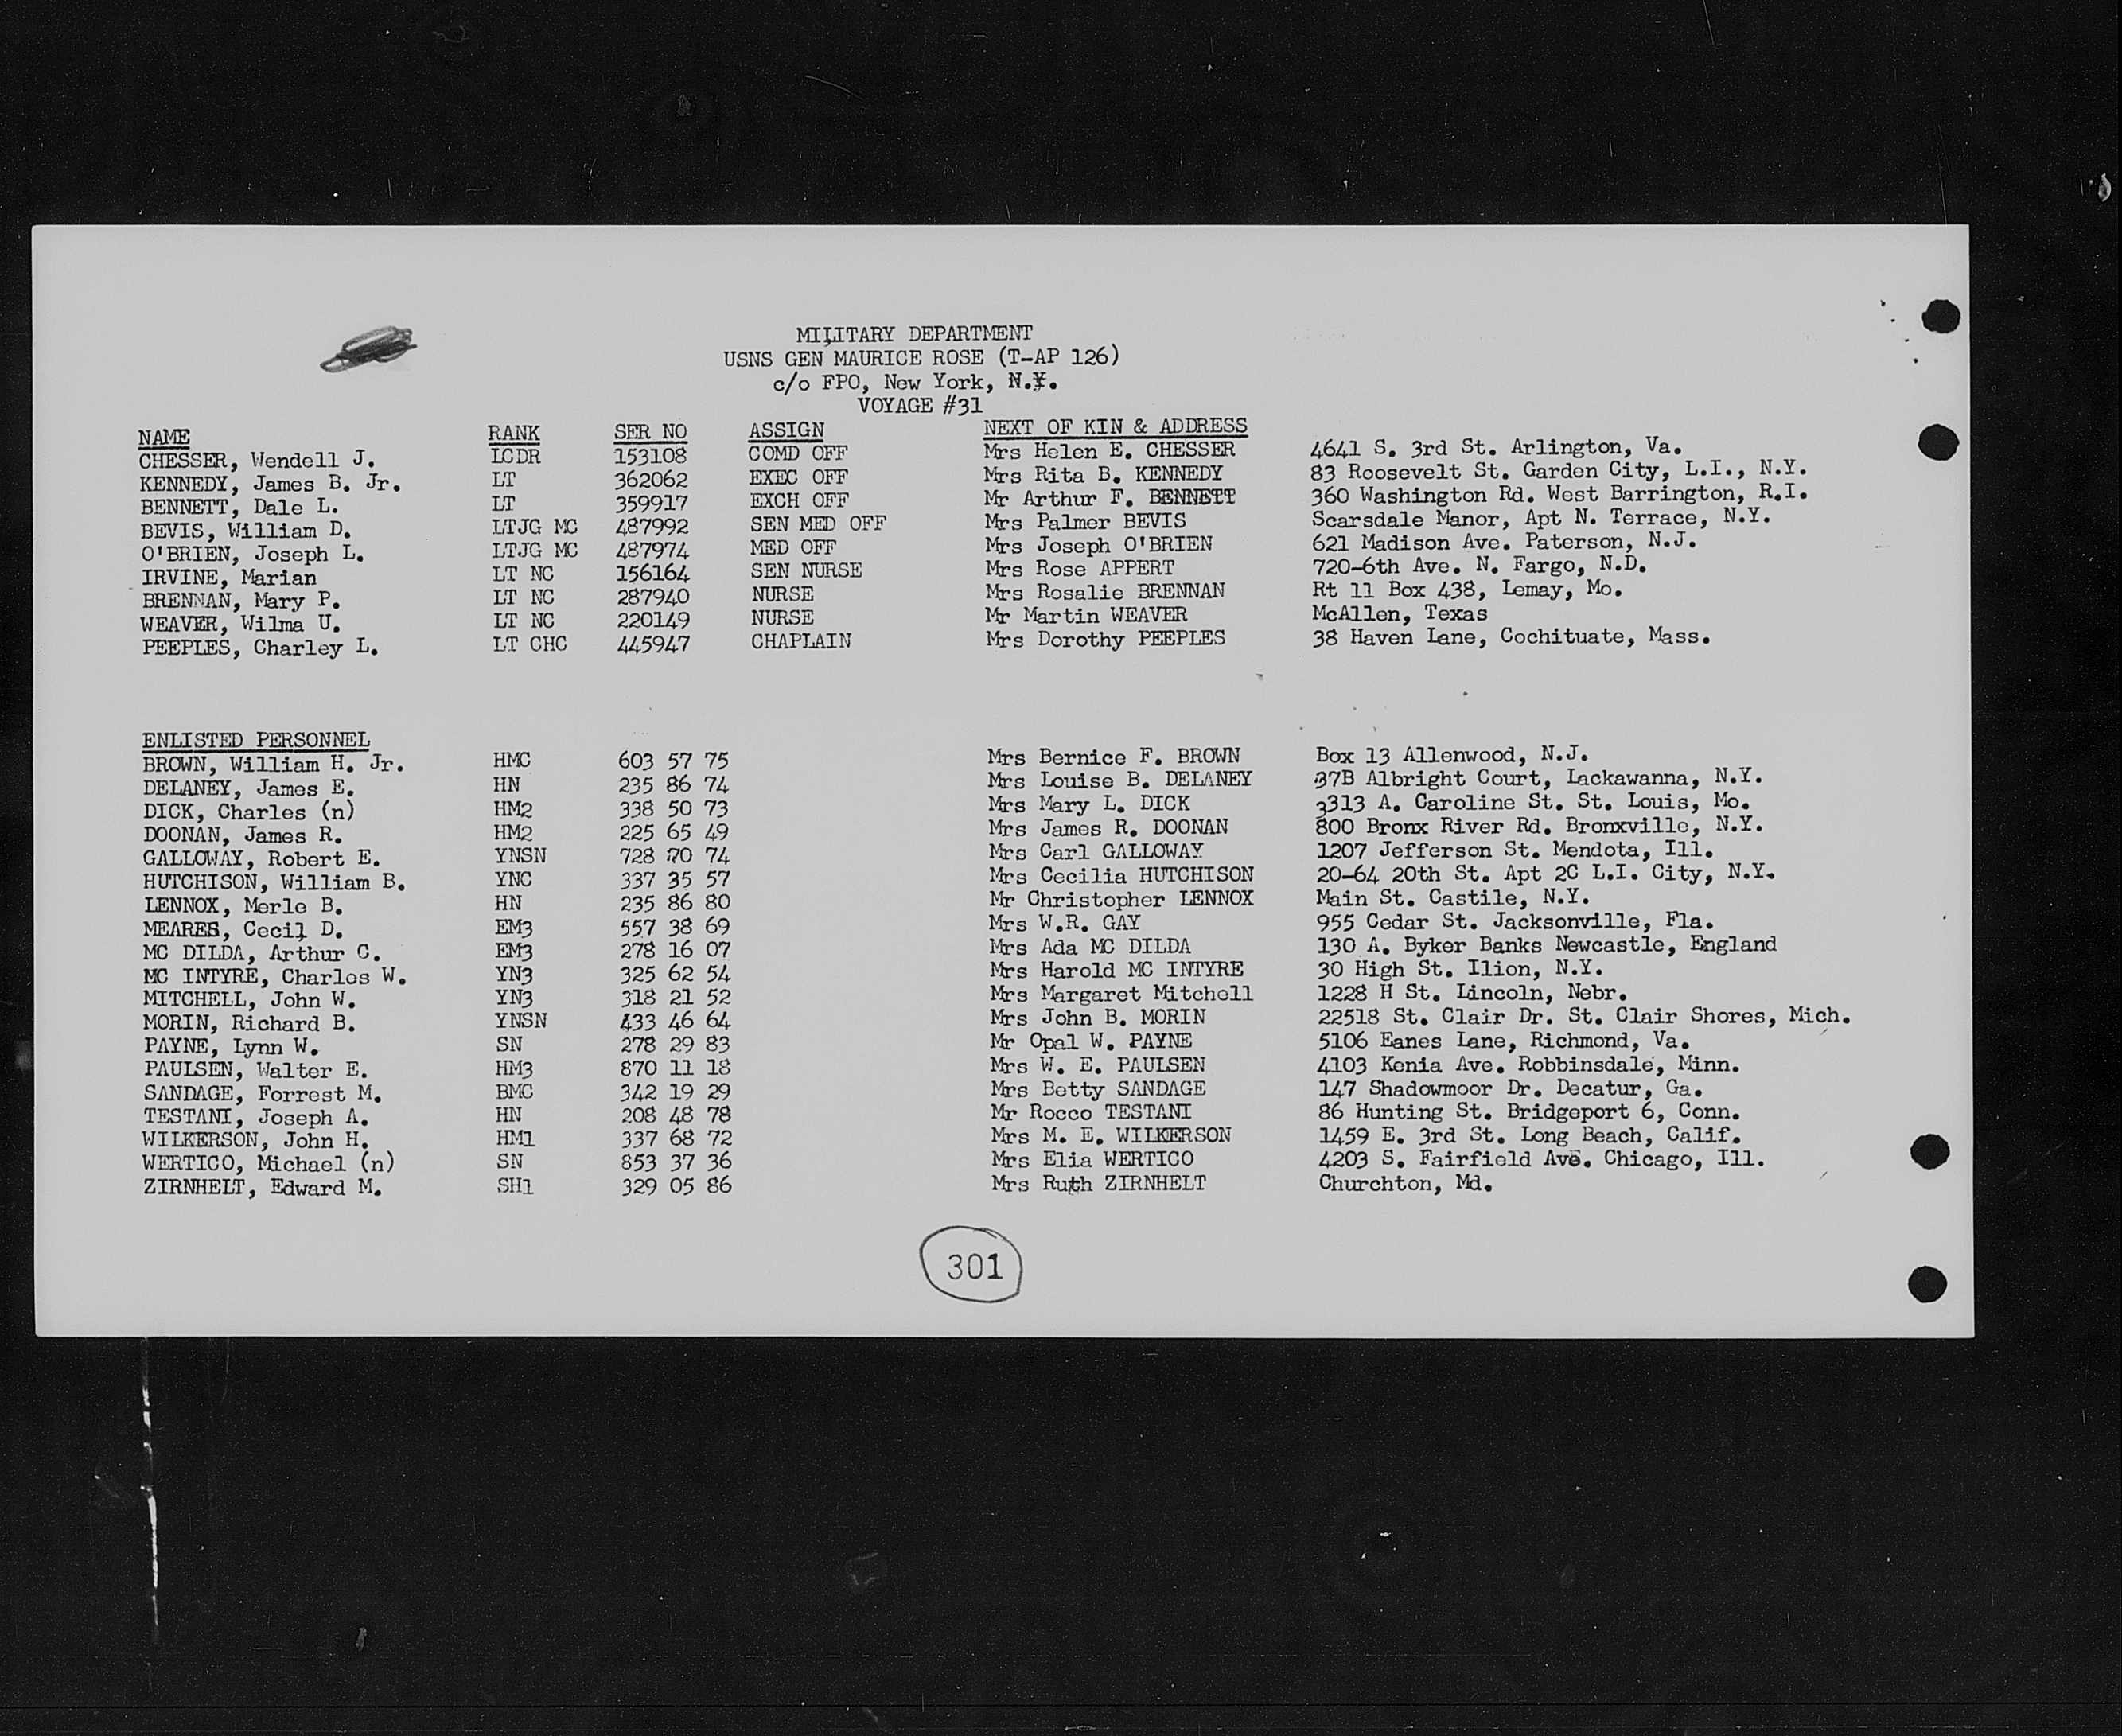 MILITARY DEPARTMENT
USNS GEN MAURICE ROSE (T-AP 126)
c/o FPO, New York, N.Y.
VOYAGE #31
NAME RANK SER NO ASSIGN NEXT OF KIN & ADDRESS
CHESSER, Wendell J. LCDR 153108 COMD OFF Mrs Helen E. CHESSER 4641 S. 3rd St. Arlington, Va.
KENNEDY, James B. Jr. LT 362062 EXEC OFF Mrs Rita B. KENNEDY 83 Roosevelt St. Garden City, L.I., N.Y.
BENNETT, Dale L. LT 359917 EXCH OFF Mr Arthur F. BENNETT 360 Washington Rd. West Barrington, R.I.
BEVIS, William D. LTJG MC 487992 SEN MED OFF Mrs Palmer BEVIS Scarsdale Manor, Apt N. Terrace, N.Y.
O'BRIEN, Joseph L. LTJG MC 487974 MED OFF Mrs Joseph O'BRIEN 621 Madison Ave. Paterson, N.J.
IRVINE, Marian LT NC 156164 SEN NURSE Mrs Rose APPERT 720-6th Ave. N. Fargo, N.D.
BRENNAN, Mary P. LT NC 287940 NURSE Mrs Rosalie BRENNAN Rt 11 Box 438, Lemay, Mo.
WEAVER, Wilma U. LT NC 220149 NURSE Mr Martin WEAVER McAllen, Texas
PEEPLES, Charley L. LT CHC 445947 CHAPLAIN Mrs Dorothy PEEPLES 38 Haven Lane, Cochituate, Mass.
ENLISTED PERSONNEL
BROWN, William H. Jr. HMC 603 57 75 Mrs Bernice F. BROWN Box 13 Allenwood, N.J.
DELANEY, James E. HN 235 86 74 Mrs Louise B. DELANEY 37B Albright Court, Lackawanna, N.Y.
DICK, Charles (n) HM2 338 50 73 Mrs Mary L. DICK 3313 A. Caroline St. St. Louis, Mo.
DOONAN, James R. HM2 225 65 49 Mrs James R. DOONAN 800 Bronx River Rd. Bronxville, N.Y.
GALLOWAY, Robert E. YNSN 728 70 74 Mrs Carl GALLOWAY 1207 Jefferson St. Mendota, Ill.
HUTCHISON, William B. YNC 337 35 57 Mrs Cecilia HUTCHISON 20-64 20th St. Apt 2C L.I. City, N.Y.
LENNOX, Merle B. HN 235 86 80 Mr Christopher LENNOX Main St. Castile, N.Y.
MEARES, Cecil D. EM3 557 38 69 Mrs W.R. GAY 955 Cedar St. Jacksonville, Fla.
MC DILDA, Arthur C. EM3 278 16 07 Mrs Ada MC DILDA 130 A. Byker Banks Newcastle, England
MC INTYRE, Charles W. YN3 325 62 54 Mrs Harold MC INTYRE 30 High St. Ilion, N.Y.
MITCHELL, John W. YN3 318 21 52 Mrs Margaret Mitchell 1228 H St. Lincoln, Nebr.
MORIN, Richard B. YNSN 433 46 64 Mrs John B. MORIN 22518 St. Clair Dr. St. Clair Shores, Mich.
PAYNE, Lynn W. SN 278 29 83 Mr Opal W. PAYNE 5106 Eanes Lane, Richmond, Va.
PAULSEN, Walter E. HM3 870 11 18 Mrs W. E. PAULSEN 4103 Kenia Ave. Robbinsdale, Minn.
SANDAGE, Forrest M. BMC 342 19 29 Mrs Betty SANDAGE 147 Shadowmoor Dr. Decatur, Ga.
TESTANI, Joseph A. HN 208 48 78 Mr Rocco TESTANI 86 Hunting St. Bridgeport 6, Conn.
WILKERSON, John H. HM1 337 68 72 Mrs M. E. WILKERSON 1459 E. 3rd St. Long Beach, Calif.
WERTICO, Michael (n) SN 853 37 36 Mrs Elia WERTICO 4203 S. Fairfield Ave. Chicago, Ill.
ZIRNHELT, Edward M. SH1 329 05 86 Mrs Ruth ZIRNHELT Churchton, Md.
301